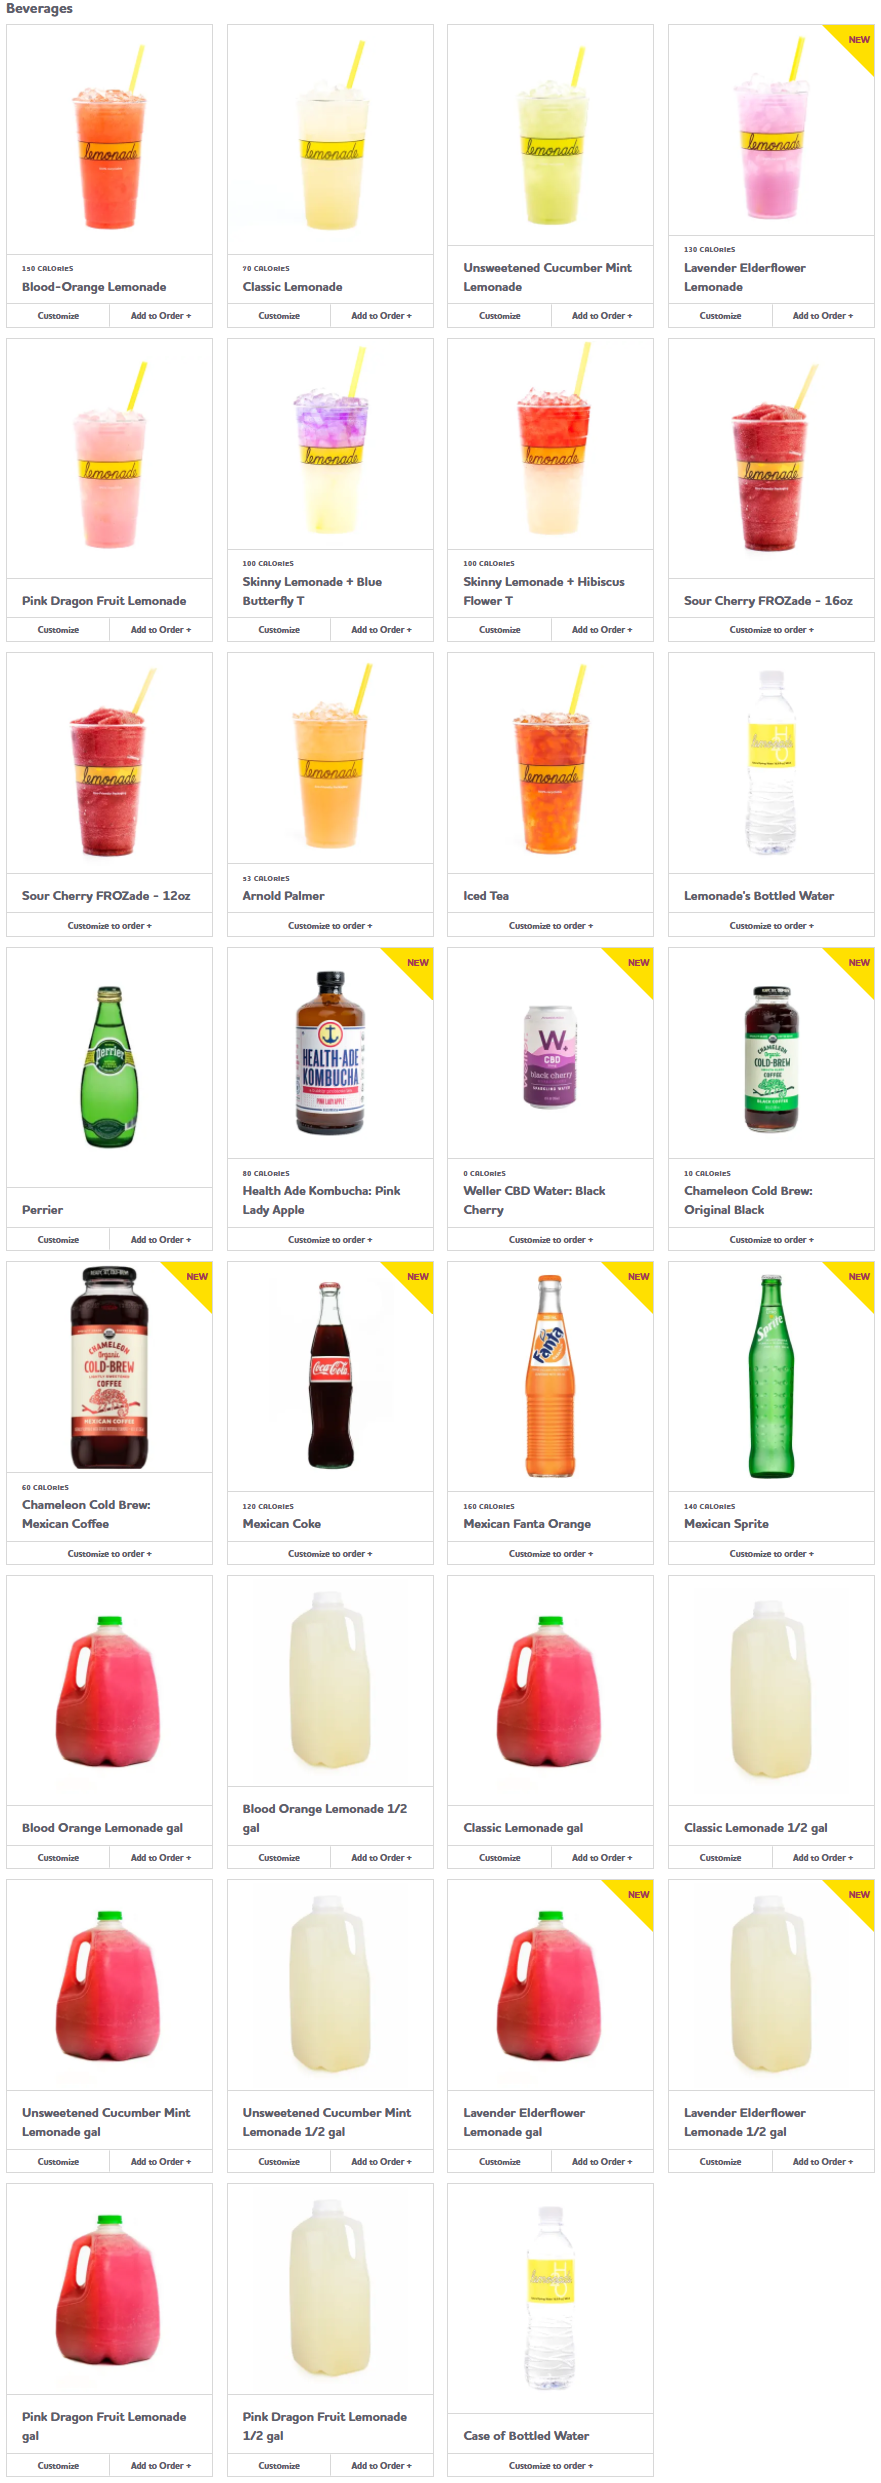 Beverages
lemonade
lemonade
lemonade
NEW
lemonade
150 CALORIES
Blood-Orange Lemonade
Customize
Add to Order +
70 CALORIES
Classic Lemonade
Customize
Add to Order +
Unsweetened Cucumber Mint
Lemonade
Customize
Add to Order +
130 CALORIES
Lavender Elderflower
Lemonade
Customize
Add to Order +
lemonade
Pink Dragon Fruit Lemonade
Customize
Add to Order +
lemonade
100 CALORIES
Skinny Lemonade + Blue
Butterfly T
Customize
Add to Order +
lemonade
100 CALORIES
Skinny Lemonade + Hibiscus
Flower T
Customize
Add to Order +
lemonade
Sour Cherry FROZade - 16oz
Customize to order +
lemonade
Sour Cherry FROZade - 12oz
Customize to order +
lemonade
53 CALORIES
Arnold Palmer
Customize to order +
lemonade
Iced Tea
Customize to order +
lemonade
Lemonade's Bottled Water
Customize to order +
Perrier
Perrier
Customize
Add to Order +
NEW
HEALTH-ADE
KOMBUCHA
PINK LADY APPLE
80 CALORIES
Health Ade Kombucha: Pink
Lady Apple
Customize to order +
NEW
W+
CBD
black cherry
SPARKLING WATER
0 CALORIES
Weller CBD Water: Black
Cherry
Customize to order +
NEW
CHAMELEON
Organic
COLD-BREW
COFFEE
BLACK COFFEE
10 CALORIES
Chameleon Cold Brew:
Original Black
Customize to order +
NEW
CHAMELEON
Organic
COLD-BREW
LIGHTLY SWEETENED
COFFEE
MEXICAN COFFEE
60 CALORIES
Chameleon Cold Brew:
Mexican Coffee
Customize to order +
NEW
Coca-Cola
120 CALORIES
Mexican Coke
Customize to order +
NEW
Fanta
160 CALORIES
Mexican Fanta Orange
Customize to order +
NEW
Sprite
140 CALORIES
Mexican Sprite
Customize to order +
Blood Orange Lemonade gal
Customize
Add to Order +
Blood Orange Lemonade 1/2
gal
Customize
Add to Order +
Classic Lemonade gal
Customize
Add to Order +
Classic Lemonade 1/2 gal
Customize
Add to Order +
Unsweetened Cucumber Mint
Lemonade gal
Customize
Add to Order +
Unsweetened Cucumber Mint
Lemonade 1/2 gal
Customize
Add to Order +
NEW
Lavender Elderflower
Lemonade gal
Customize
Add to Order +
NEW
Lavender Elderflower
Lemonade 1/2 gal
Customize
Add to Order +
Pink Dragon Fruit Lemonade
gal
Customize
Add to Order +
Pink Dragon Fruit Lemonade
1/2 gal
Customize
Add to Order +
lemonade
Case of Bottled Water
Customize to order +